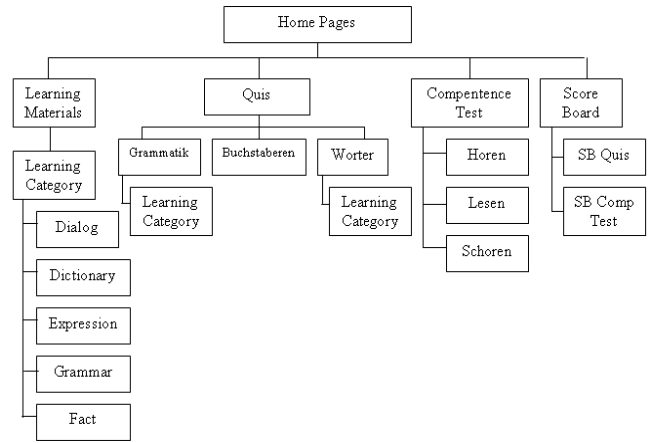 Home Pages
Learning
Materials
Quis
Compentence
Test
Score
Board
Learning
Category
Grammatik
Buchstaberen
Worter
Horen
SB Quis
Learning
Category
Learning
Category
Lesen
SB Comp
Test
Dialog
Schoren
Dictionary
Expression
Grammar
Fact